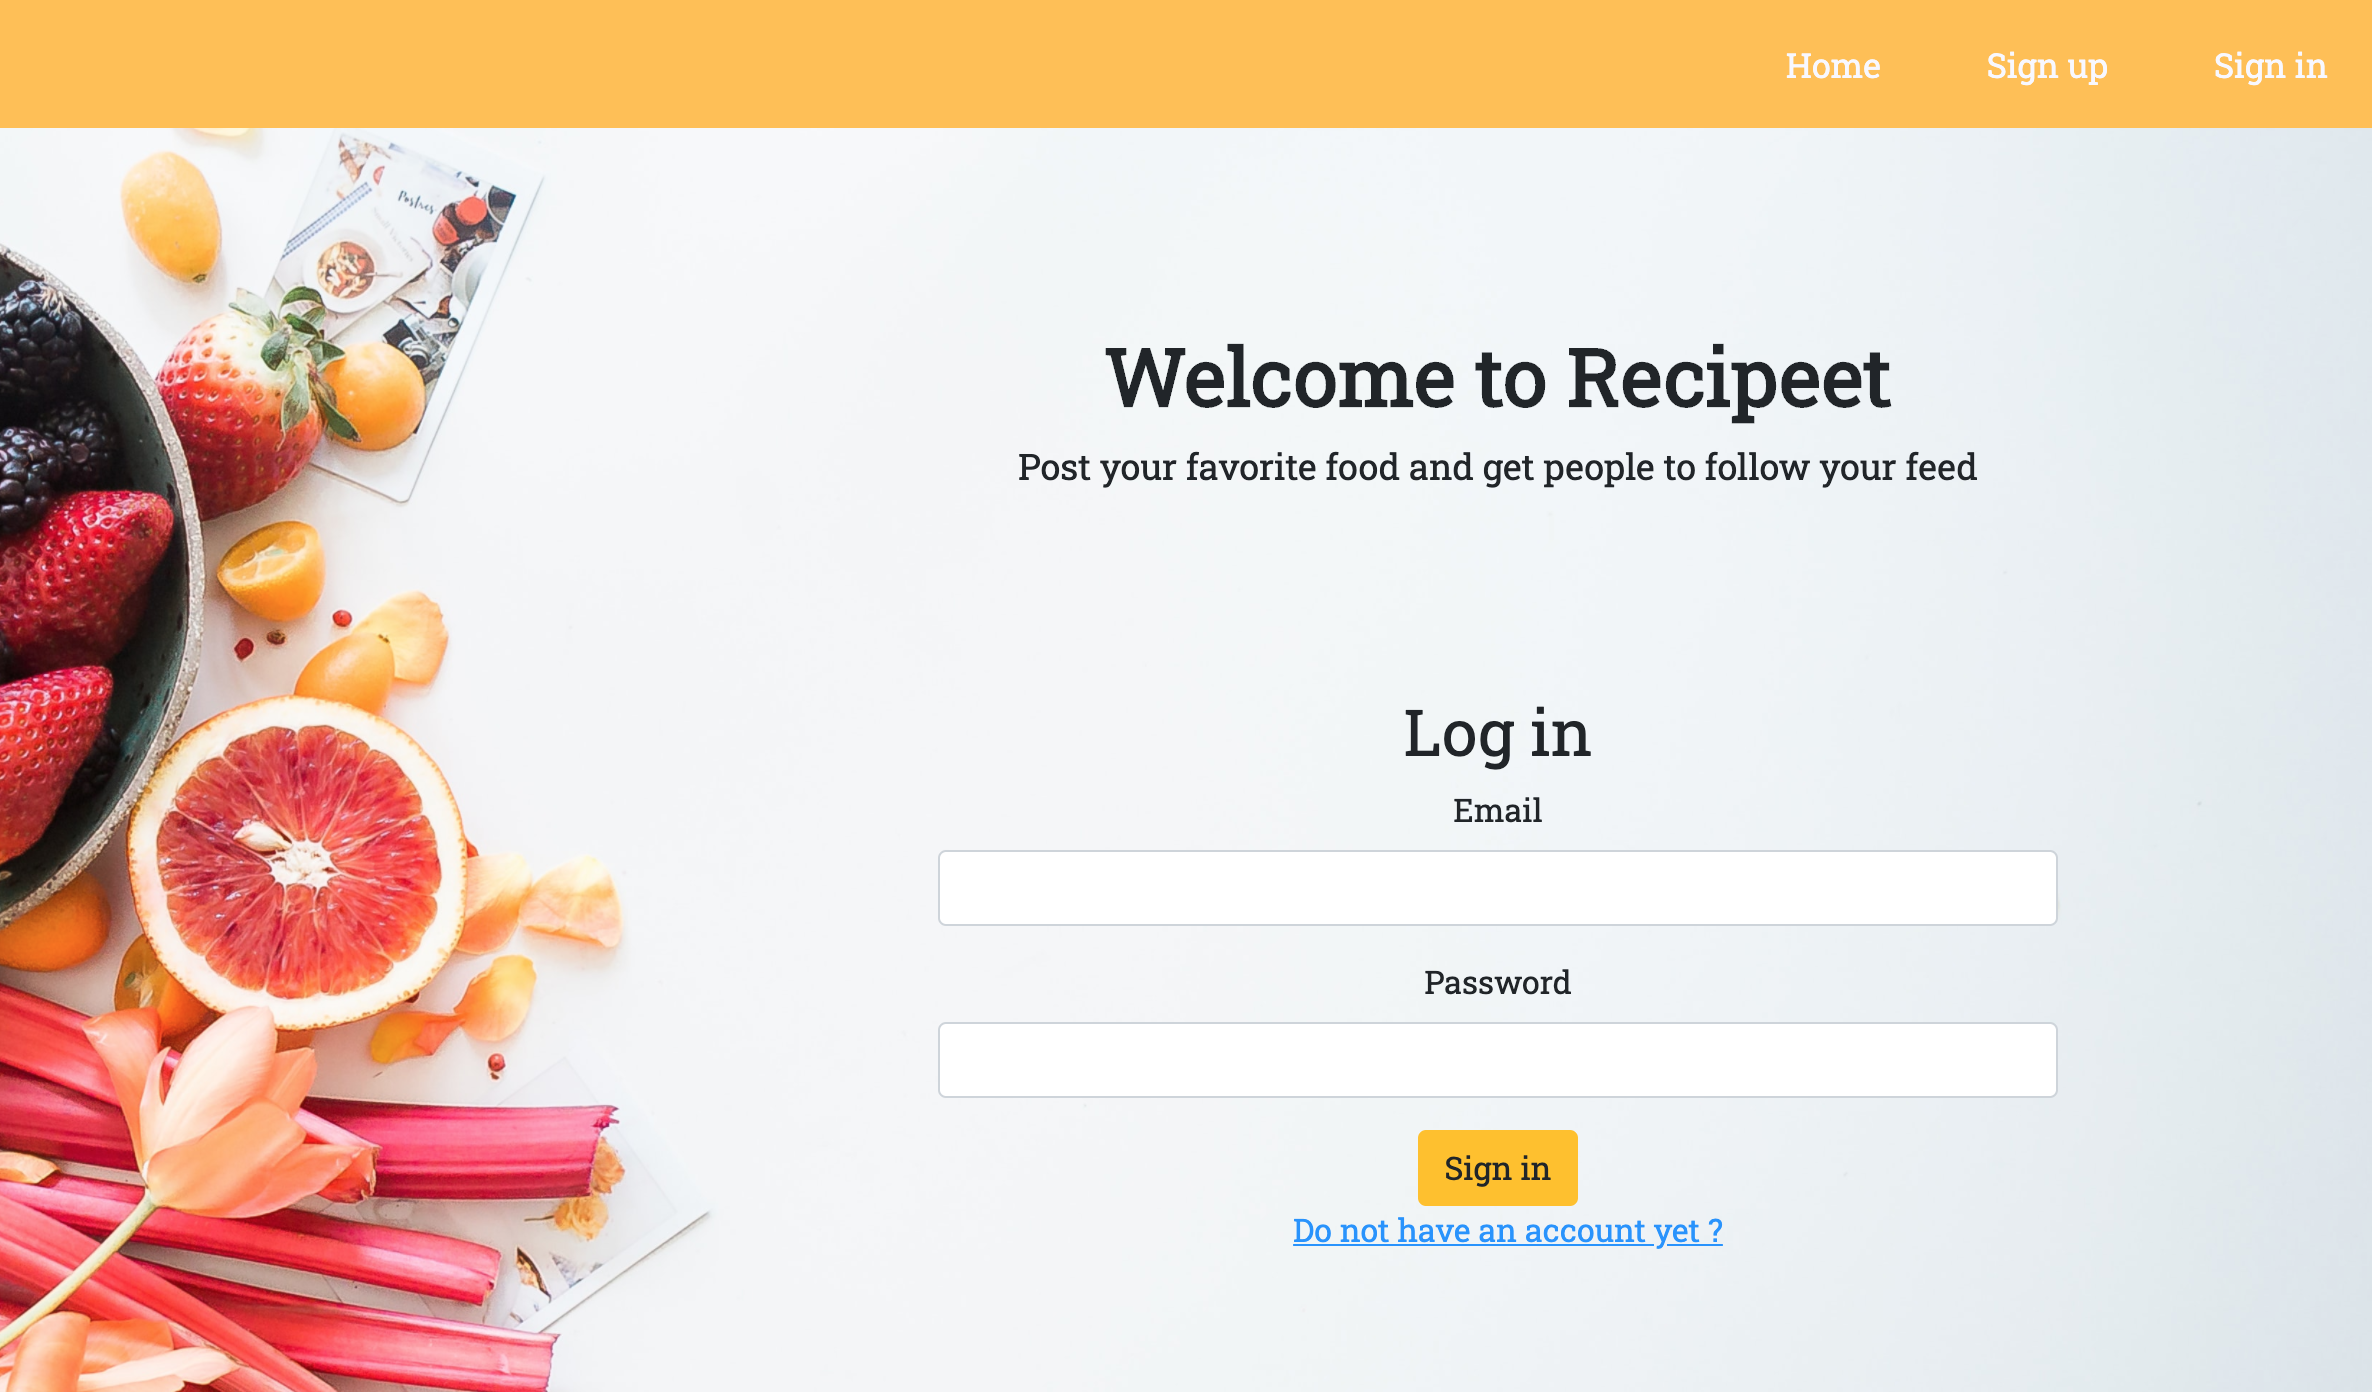 Home Sign up Sign in
Postres
Welcome to Recipeet
Post your favorite food and get people to follow your feed
Log in
Email
Password
Sign in
Do not have an account yet ?